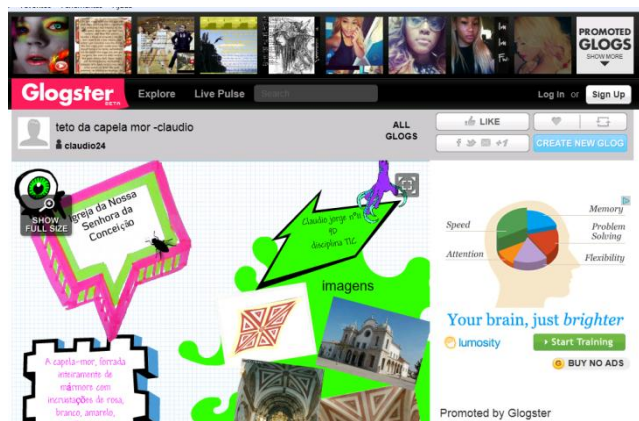 PROMOTED
GLOGS
SHOW MORE
Glogster
BETA
Explore
Live Pulse
Search
Log in or Sign Up
teto da capela mor -claudio
claudio24
ALL
GLOGS
LIKE
CREATE NEW GLOG
SHOW
FULL SIZE
Igreja da Nossa
Senhora da
Conceição
Claudio jorge nº11
9D
disciplina TIC
imagens
A capela-mor, forrada
inteiramente de
mármore com
incrustações de rosa,
branco, amarelo,
Memory
Speed
Problem
Solving
Attention
Flexibility
Your brain, just brighter
lumosity
Start Training
G BUY NO ADS
Promoted by Glogster